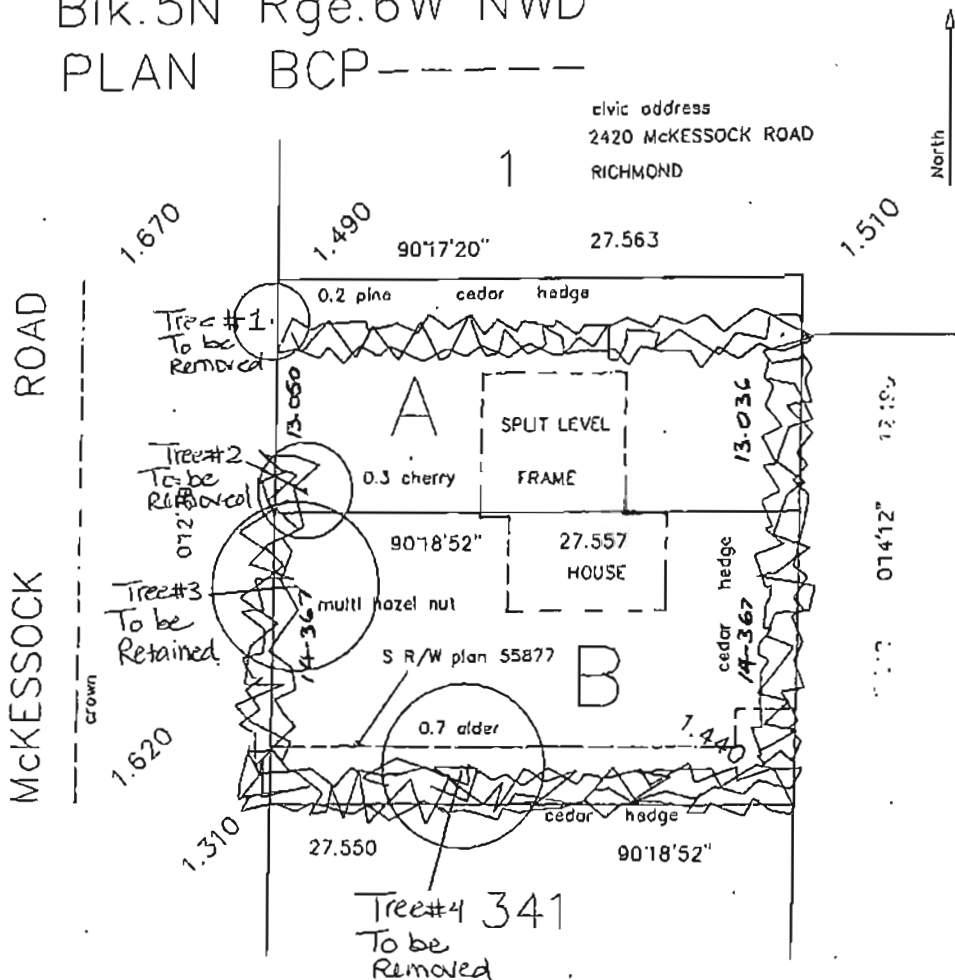 Blk.5N Rge.6W NWD
PLAN BCP------
civic address
2420 McKESSOCK ROAD
RICHMOND
North
1
1.670
1.490
90°17'20"
27.563
1.510
0.2 pine
cedar hedge
Tree #1
To be
Removed
McKESSOCK ROAD
crown
13.050
A
SPLIT LEVEL
FRAME
13.036
Tree#2
To be
Removed
0.3 cherry
90°18'52"
27.557
HOUSE
0°14'12"
cedar hedge
14.367
Tree#3
To be
Retained
multi hazel nut
14.367
S R/W plan 55877
B
0.7 alder
1.440
1.620
1.310
27.550
cedar hedge
90°18'52"
Tree#4
To be
Removed
341